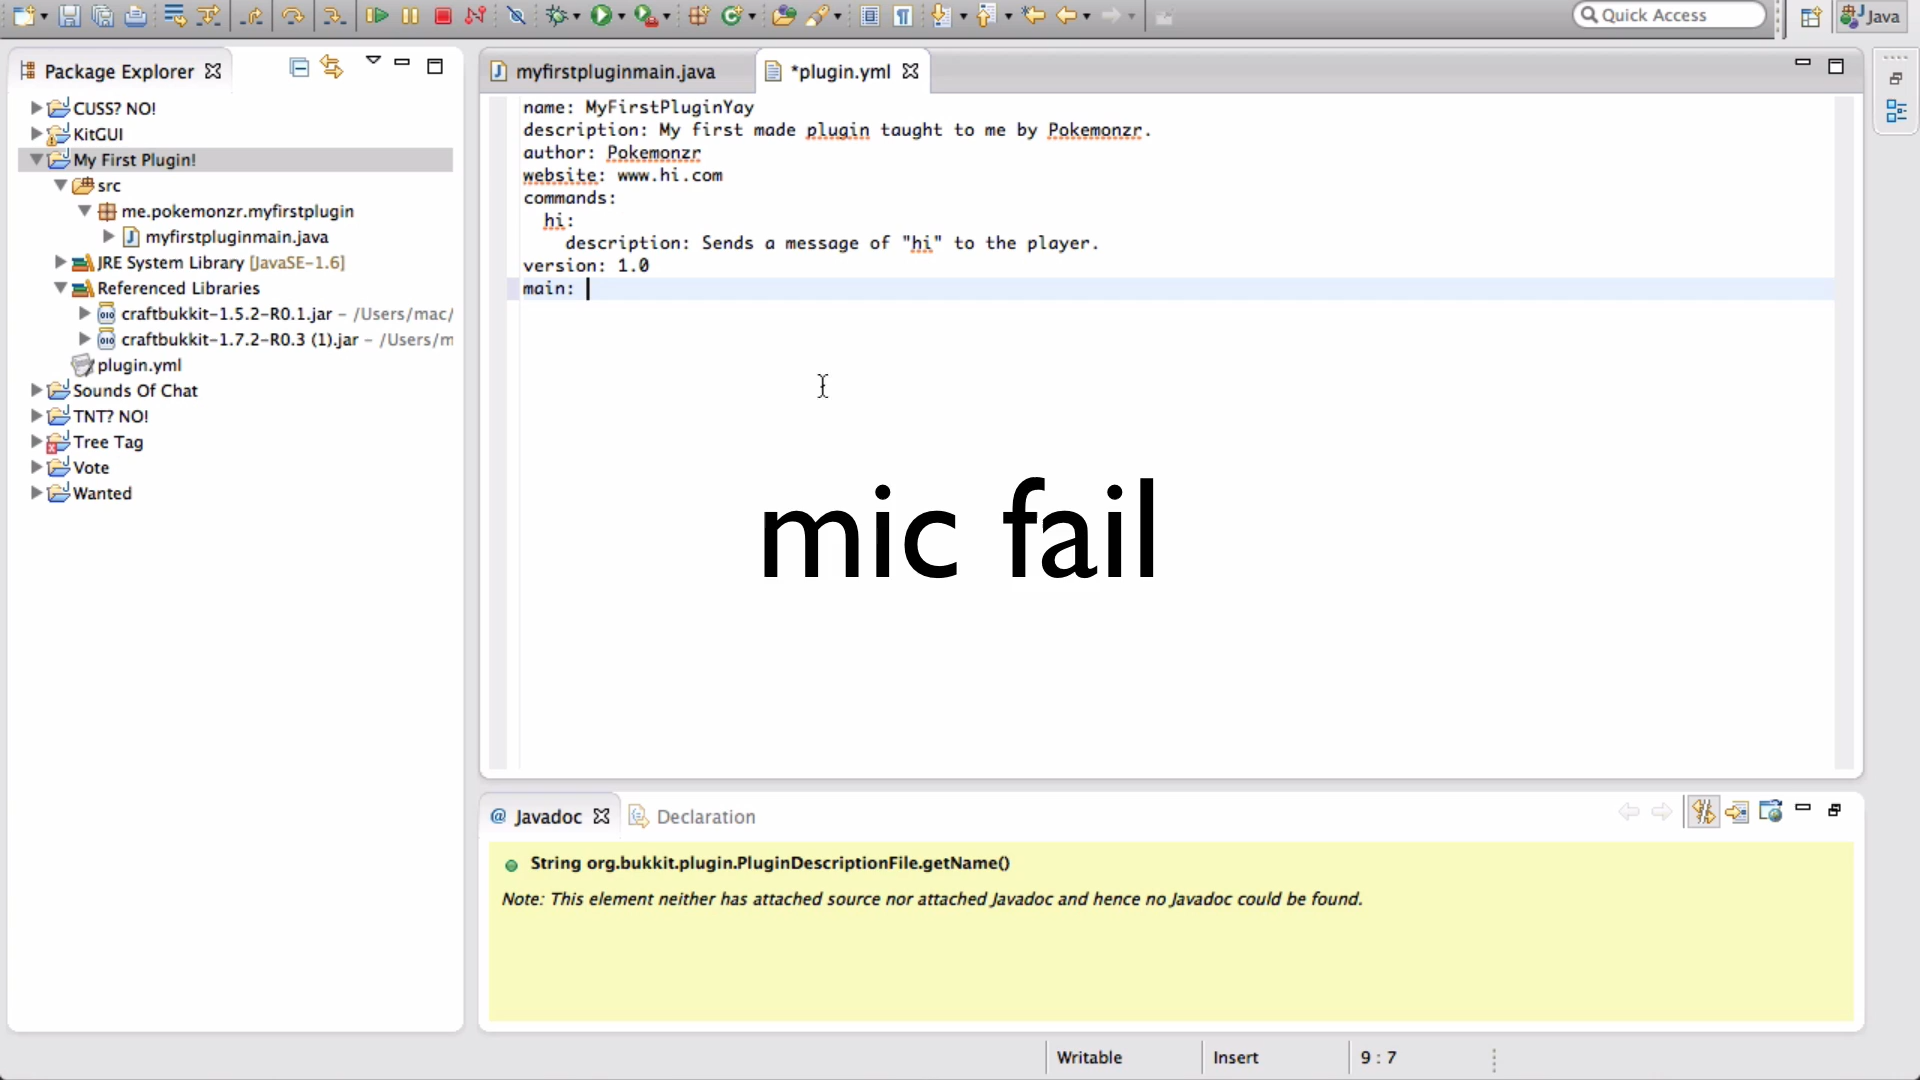 Quick Access
Java
Package Explorer
CUSS? NO!
KitGUI
My First Plugin!
src
me.pokemonzr.myfirstplugin
myfirstpluginmain.java
JRE System Library [JavaSE-1.6]
Referenced Libraries
craftbukkit-1.5.2-R0.1.jar - /Users/mac/
craftbukkit-1.7.2-R0.3 (1).jar - /Users/m
plugin.yml
Sounds Of Chat
TNT? NO!
Tree Tag
Vote
Wanted
myfirstpluginmain.java
*plugin.yml
name: MyFirstPluginYay
description: My first made plugin taught to me by Pokemonzr.
author: Pokemonzr
website: www.hi.com
commands:
hi:
description: Sends a message of "hi" to the player.
version: 1.0
main:
mic fail
@ Javadoc
Declaration
String org.bukkit.plugin.PluginDescriptionFile.getName()
Note: This element neither has attached source nor attached Javadoc and hence no Javadoc could be found.
Writable
Insert
9 : 7